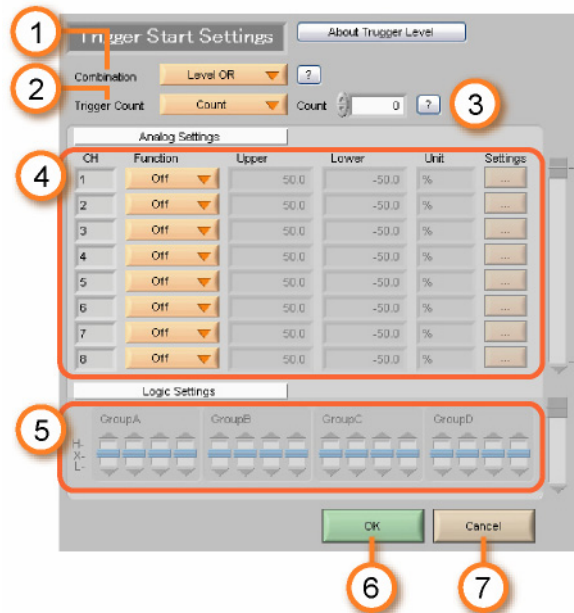 1
Trigger Start Settings
About Trugger Level
2
Combination Level OR ?
Trigger Count Count Count 0 ? 3
Analog Settings
4
CH Function Upper Lower Unit Settings
1 Off 50.0 -50.0 % ...
2 Off 50.0 -50.0 % ...
3 Off 50.0 -50.0 % ...
4 Off 50.0 -50.0 % ...
5 Off 50.0 -50.0 % ...
6 Off 50.0 -50.0 % ...
7 Off 50.0 -50.0 % ...
8 Off 50.0 -50.0 % ...
Logic Settings
5
GroupA GroupB GroupC GroupD
H-
X-
L-
OK Cancel
6 7